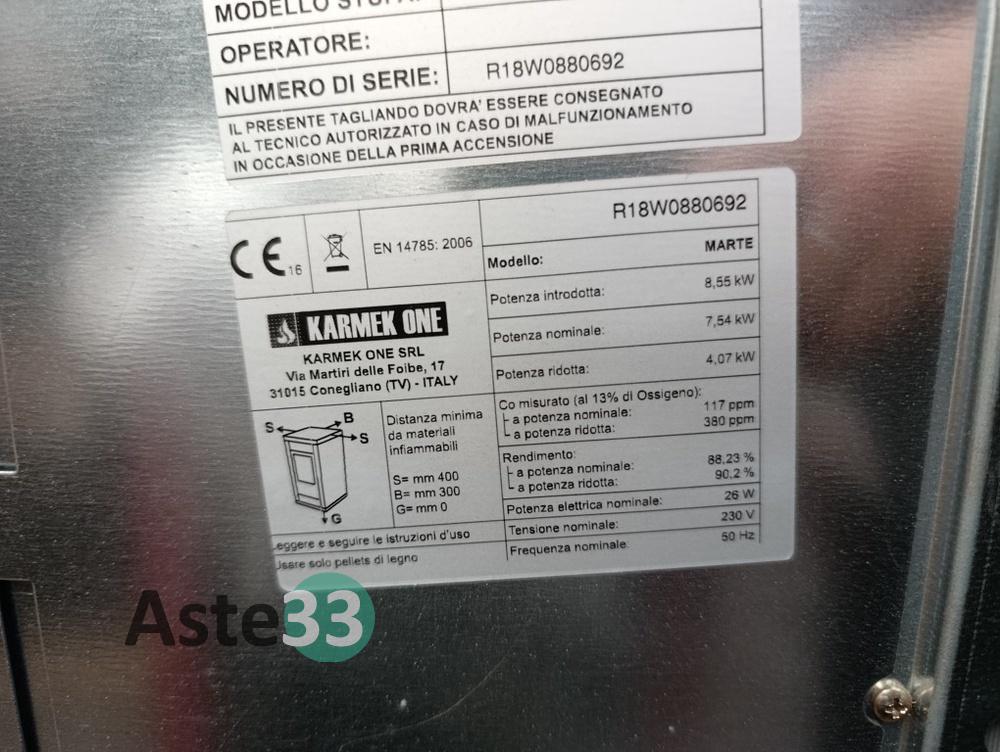 MODELLO STUFA:
OPERATORE:
NUMERO DI SERIE: R18W0880692
IL PRESENTE TAGLIANDO DOVRA' ESSERE CONSEGNATO
AL TECNICO AUTORIZZATO IN CASO DI MALFUNZIONAMENTO
IN OCCASIONE DELLA PRIMA ACCENSIONE
CE 16
EN 14785: 2006
R18W0880692
Modello: MARTE
Potenza introdotta: 8,55 kW
Potenza nominale: 7,54 kW
Potenza ridotta: 4,07 kW
Co misurato (al 13% di Ossigeno):
a potenza nominale: 117 ppm
a potenza ridotta: 380 ppm
Rendimento:
a potenza nominale: 88,23 %
a potenza ridotta: 90,2 %
Potenza elettrica nominale: 26 W
Tensione nominale: 230 V
Frequenza nominale: 50 Hz
KARMEK ONE
KARMEK ONE SRL
Via Martiri delle Foibe, 17
31015 Conegliano (TV) - ITALY
S B S G
Distanza minima
da materiali
infiammabili
S= mm 400
B= mm 300
G= mm 0
Leggere e seguire le istruzioni d'uso
Usare solo pellets di legno
Aste33